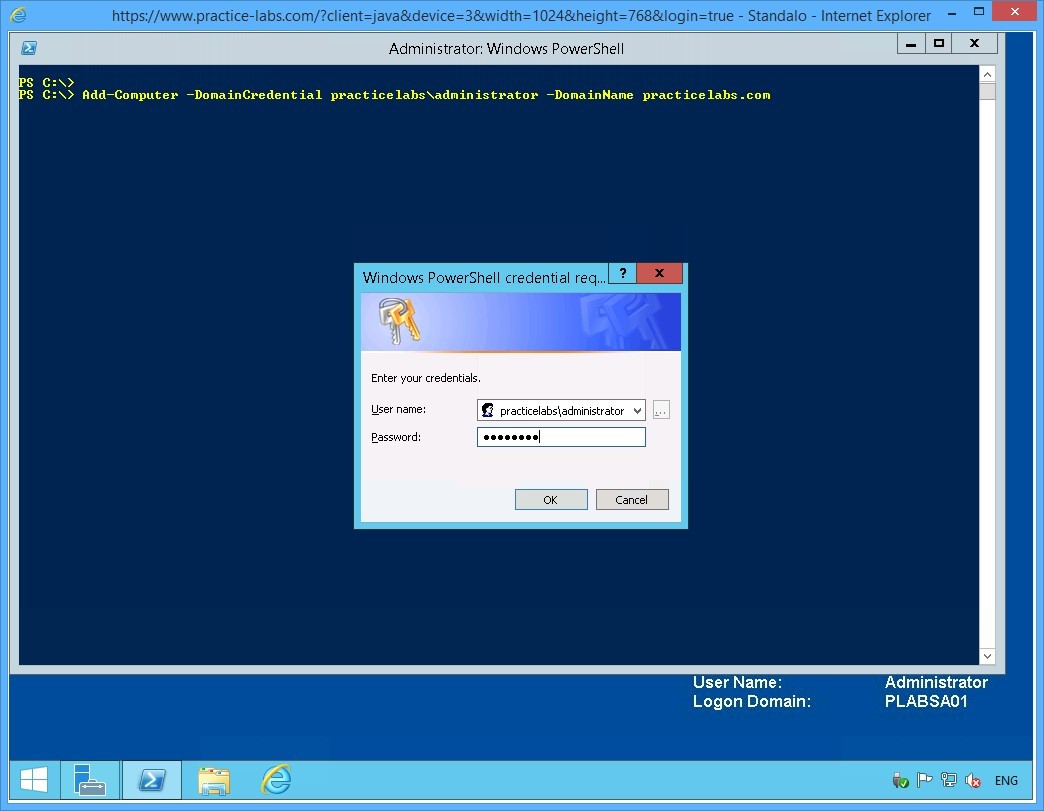 https://www.practice-labs.com/?client=java&device=3&width=1024&height=768&login=true - Standalo - Internet Explorer
Administrator: Windows PowerShell
PS C:\>
PS C:\> Add-Computer -DomainCredential practicelabs\administrator -DomainName practicelabs.com
Windows PowerShell credential req...
Enter your credentials.
User name:
practicelabs\administrator
Password:
OK
Cancel
User Name: Administrator
Logon Domain: PLABSA01
ENG